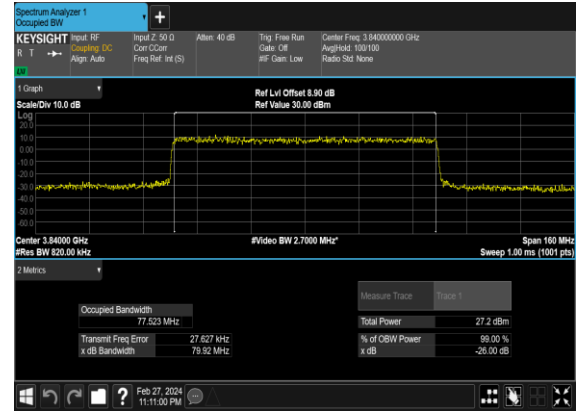 Spectrum Analyzer 1
Occupied BW
+
KEYSIGHT Input: RF Input Z: 50 Ω Atten: 40 dB Trig: Free Run Center Freq: 3.840000000 GHz
R T Coupling: DC Corr CCorr Gate: Off Avg|Hold: 100/100
Align: Auto Freq Ref: Int (S) #IF Gain: Low Radio Std: None
LU
1 Graph
Ref Lvl Offset 8.90 dB
Scale/Div 10.0 dB Ref Value 30.00 dBm
Log
20.0
10.0
0.00
-10.0
-20.0
-30.0
-40.0
-50.0
-60.0
Center 3.84000 GHz #Video BW 2.7000 MHz* Span 160 MHz
#Res BW 820.00 kHz Sweep 1.00 ms (1001 pts)
2 Metrics
Measure Trace Trace 1
Occupied Bandwidth
77.523 MHz Total Power 27.2 dBm
Transmit Freq Error 27.627 kHz % of OBW Power 99.00 %
x dB Bandwidth 79.92 MHz x dB -26.00 dB
? Feb 27, 2024
11:11:00 PM